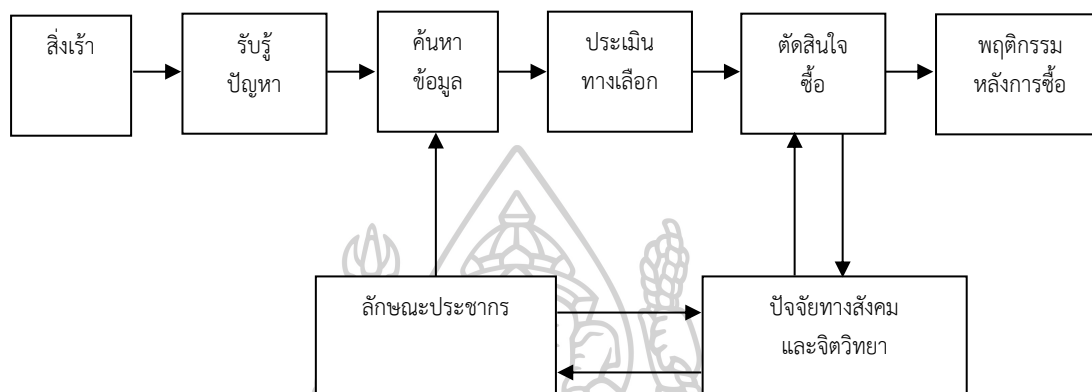 สิ่งเร้า
รับรู้
ปัญหา
ค้นหา
ข้อมูล
ประเมิน
ทางเลือก
ตัดสินใจ
ซื้อ
พฤติกรรม
หลังการซื้อ
ลักษณะประชากร
ปัจจัยทางสังคม
และจิตวิทยา